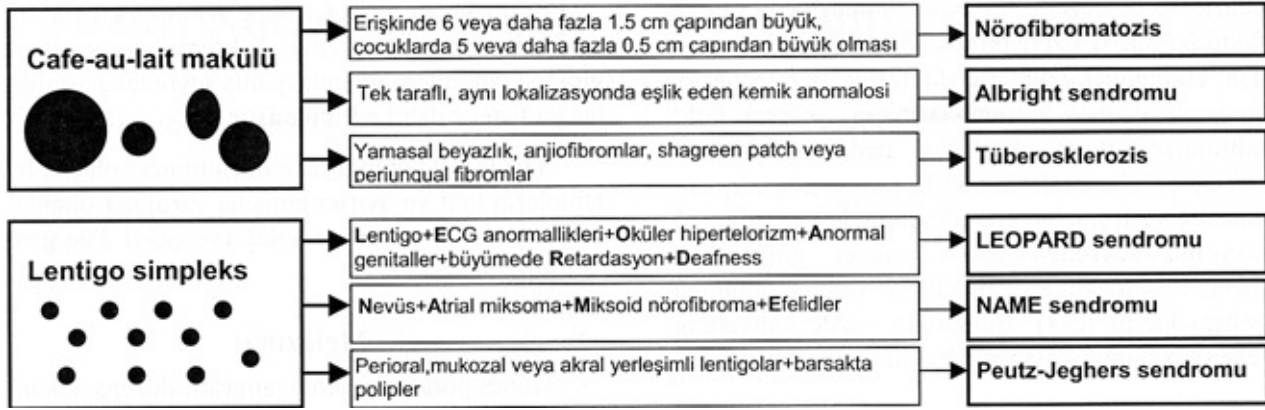 Cafe-au-lait makülü
Erişkinde 6 veya daha fazla 1.5 cm çapından büyük,
cocuklarda 5 veva daha fazla 0.5 cm capından büyük olması
Nörofibromatozis
Tek taraflı, aynı lokalizasyonda eşlik eden kemik anomalosi
Albright sendromu
Yamasal beyazlık, anjiofibromlar, shagreen patch veya
periungual fibromlar
Tüberosklerozis
Lentigo simpleks
Lentigo+ECG anormallikleri+Oküler hipertelorizm+Anormal
genitaller+büyümede Retardasyon+Deafness
LEOPARD sendromu
Nevüs+Atrial miksoma+Miksoid nörofibroma+Efelidler
NAME sendromu
Perioral,mukozal veya akral yerleşimli lentigolar+barsakta
polipler
Peutz-Jeghers sendromu